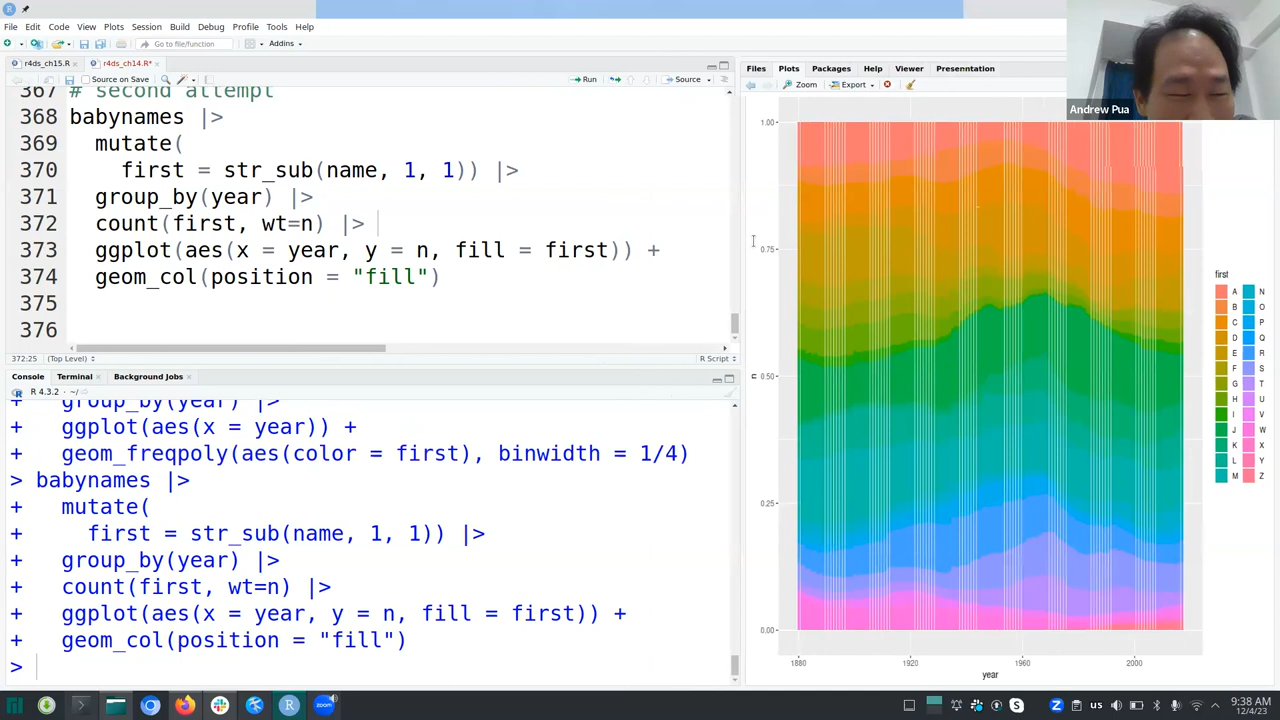 File Edit Code View Plots Session Build Debug Profile Tools Help
Go to file/function Addins
r4ds_ch15.R r4ds_ch14.R*
Source on Save Run Source
367 # second attempt
368 babynames |>
369 mutate(
370 first = str_sub(name, 1, 1)) |>
371 group_by(year) |>
372 count(first, wt=n) |>
373 ggplot(aes(x = year, y = n, fill = first)) +
374 geom_col(position = "fill")
375
376
372:25 (Top Level) R Script
Console Terminal Background Jobs
R 4.3.2 · ~/
+ group_by(year) |>
+ ggplot(aes(x = year)) +
+ geom_freqpoly(aes(color = first), binwidth = 1/4)
> babynames |>
+ mutate(
+ first = str_sub(name, 1, 1)) |>
+ group_by(year) |>
+ count(first, wt=n) |>
+ ggplot(aes(x = year, y = n, fill = first)) +
+ geom_col(position = "fill")
>
Files Plots Packages Help Viewer Presentation
Zoom Export
Andrew Pua
1.00
0.75
0.50
0.25
0.00
n
1880 1920 1960 2000
year
first
A N
B O
C P
D Q
E R
F S
G T
H U
I V
J W
K X
L Y
M Z
zoom
us
9:38 AM
12/4/23